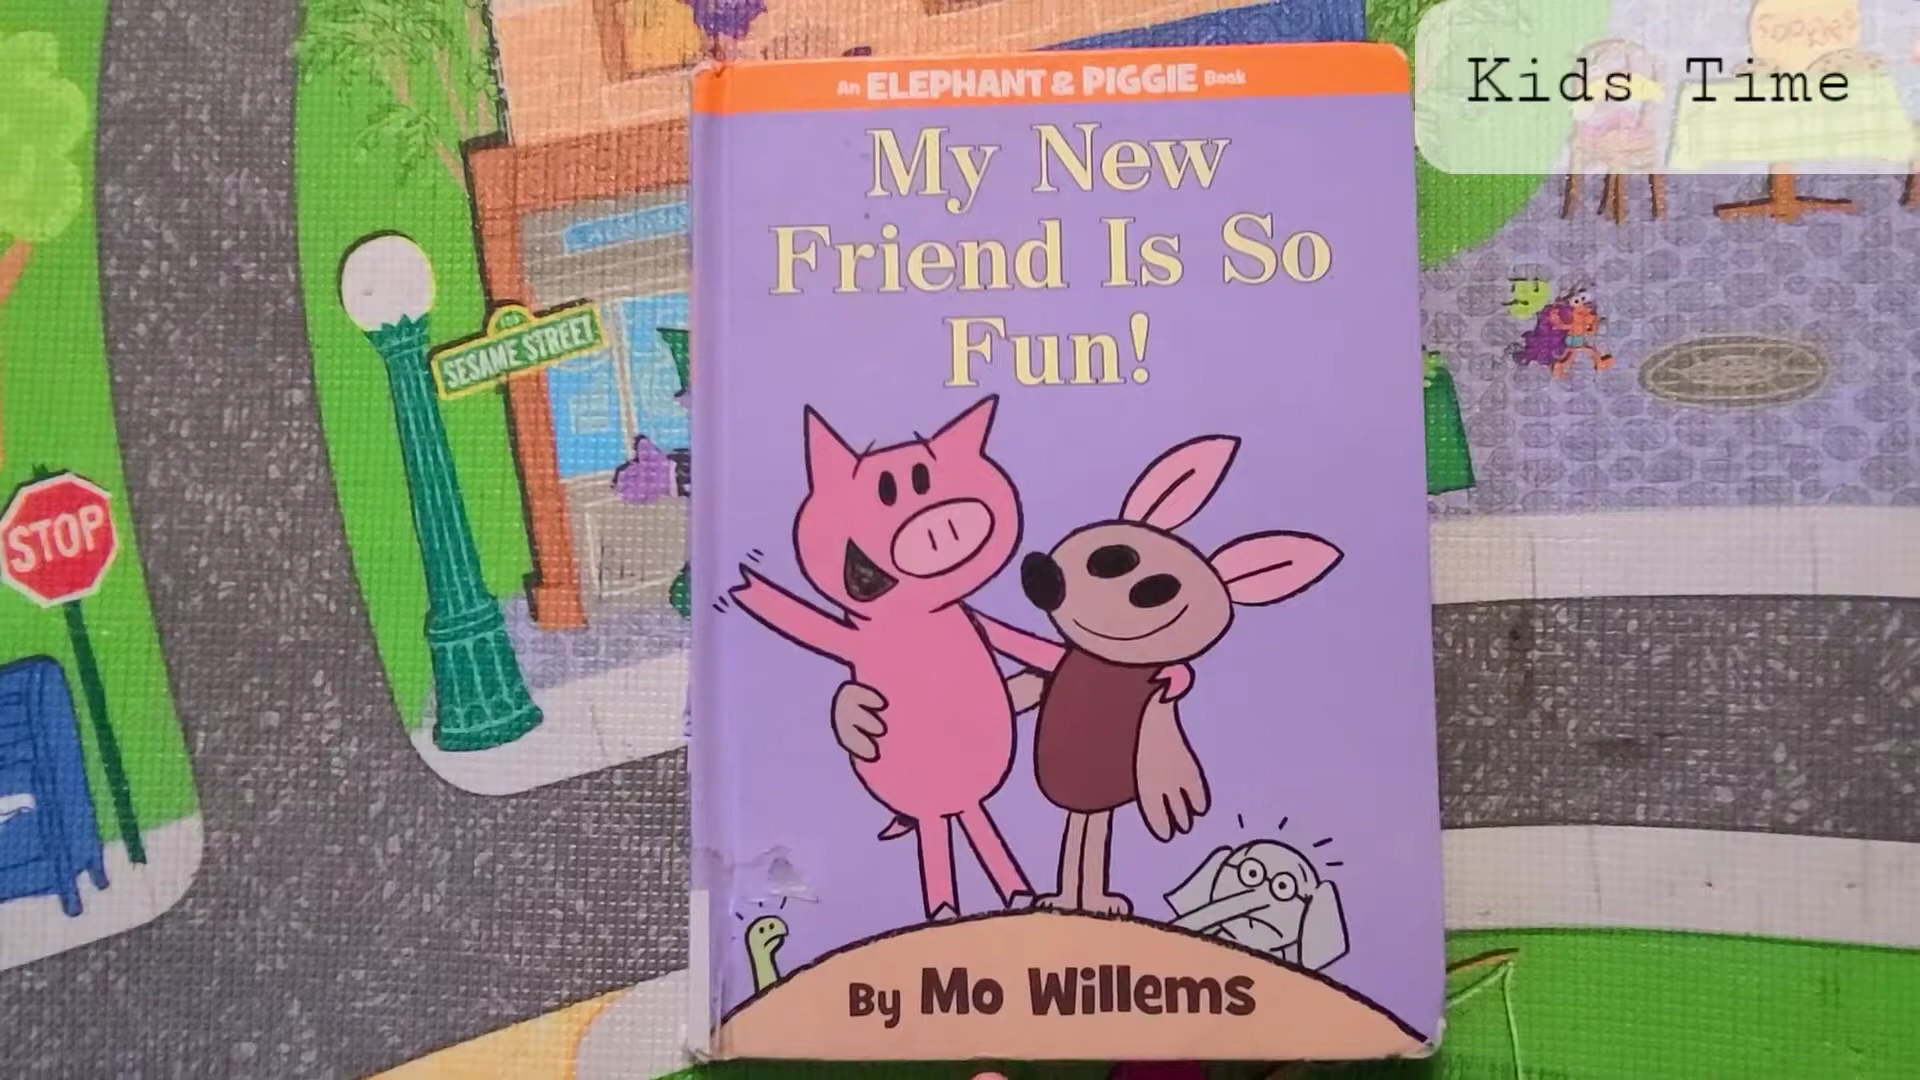 Kids Time
An ELEPHANT & PIGGIE Book
My New
Friend Is So
Fun!
By Mo Willems
SESAME STREET
STOP